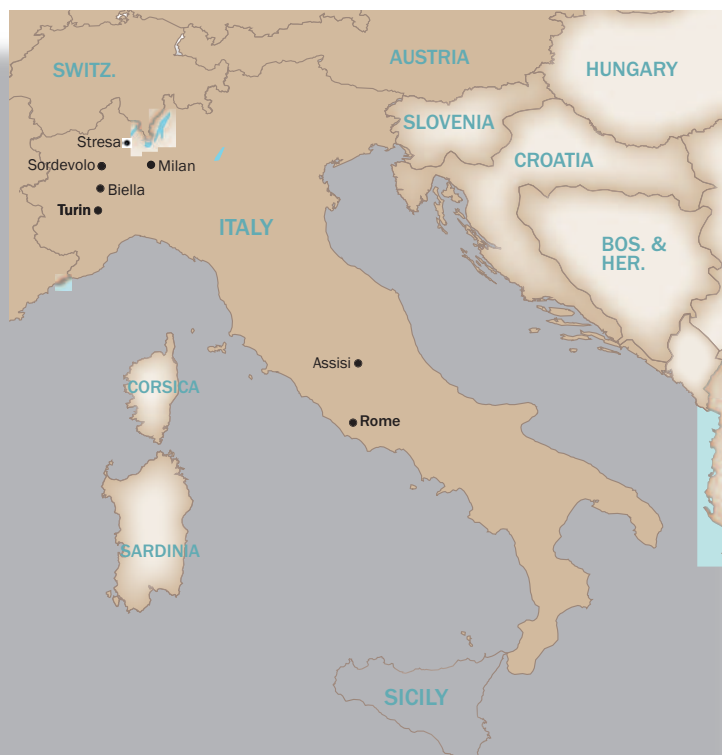 AUSTRIA
SWITZ.
HUNGARY
SLOVENIA
Stresa
CROATIA
Sordevolo
Milan
Biella
Turin
ITALY
BOS. &
HER.
Assisi
CORSICA
Rome
SARDINIA
SICILY